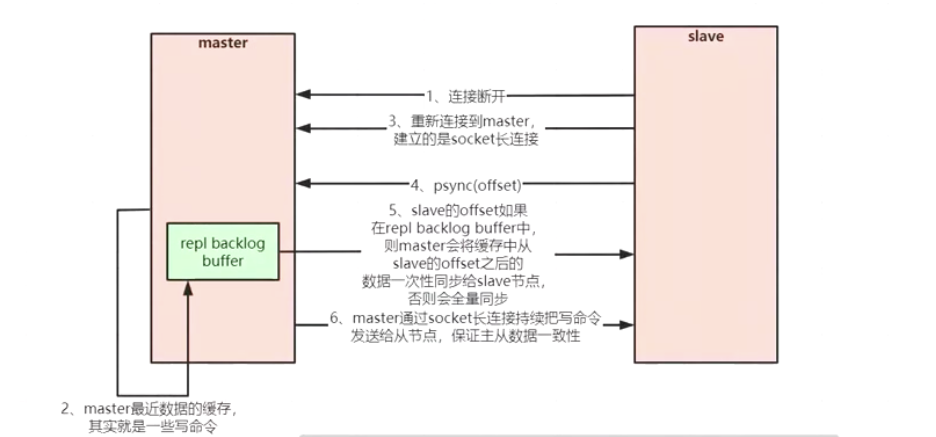 master
slave
1、连接断开
3、重新连接到master，
建立的是socket长连接
4、psync(offset)
5、slave的offset如果
在repl backlog buffer中，
则master会将缓存中从
slave的offset之后的
数据一次性同步给slave节点，
否则会全量同步
repl backlog
buffer
6、master通过socket长连接持续把写命令
发送给从节点，保证主从数据一致性
2、master最近数据的缓存，
其实就是一些写命令